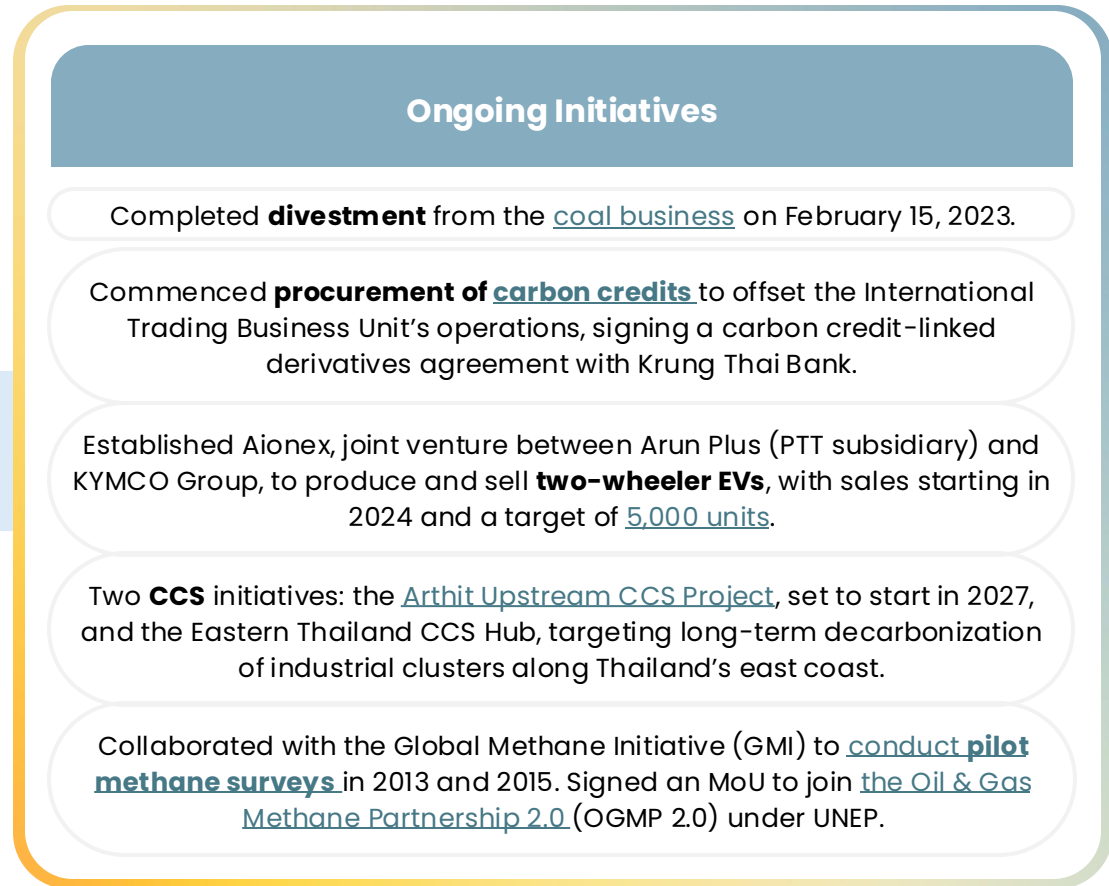 Ongoing Initiatives
Completed divestment from the coal business on February 15, 2023.
Commenced procurement of carbon credits to offset the International
Trading Business Unit's operations, signing a carbon credit-linked
derivatives agreement with Krung Thai Bank.
Established Aionex, joint venture between Arun Plus (PTT subsidiary) and
KYMCO Group, to produce and sell two-wheeler EVs, with sales starting in
2024 and a target of 5,000 units.
Two CCS initiatives: the Arthit Upstream CCS Project, set to start in 2027,
and the Eastern Thailand CCS Hub, targeting long-term decarbonization
of industrial clusters along Thailand's east coast.
Collaborated with the Global Methane Initiative (GMI) to conduct pilot
methane surveys in 2013 and 2015. Signed an MoU to join the Oil & Gas
Methane Partnership 2.0 (OGMP 2.0) under UNEP.